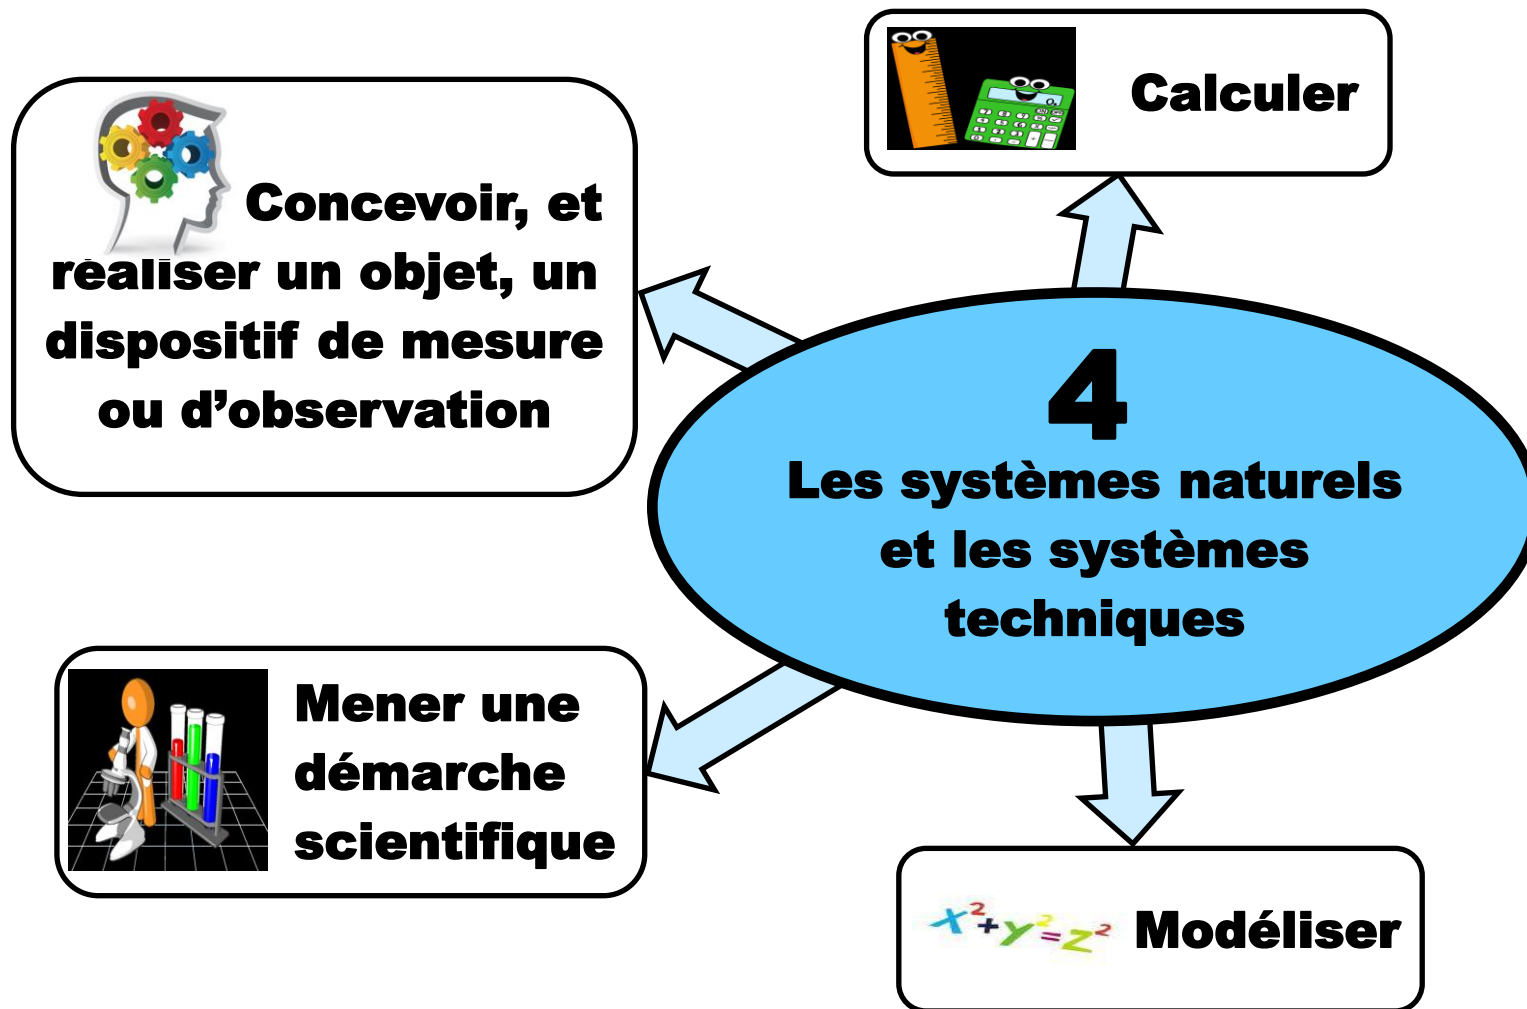 Calculer
Concevoir, et
réaliser un objet, un
dispositif de mesure
ou d’observation
4
Les systèmes naturels
et les systèmes
techniques
Mener une
démarche
scientifique
x²+y²=z² Modéliser